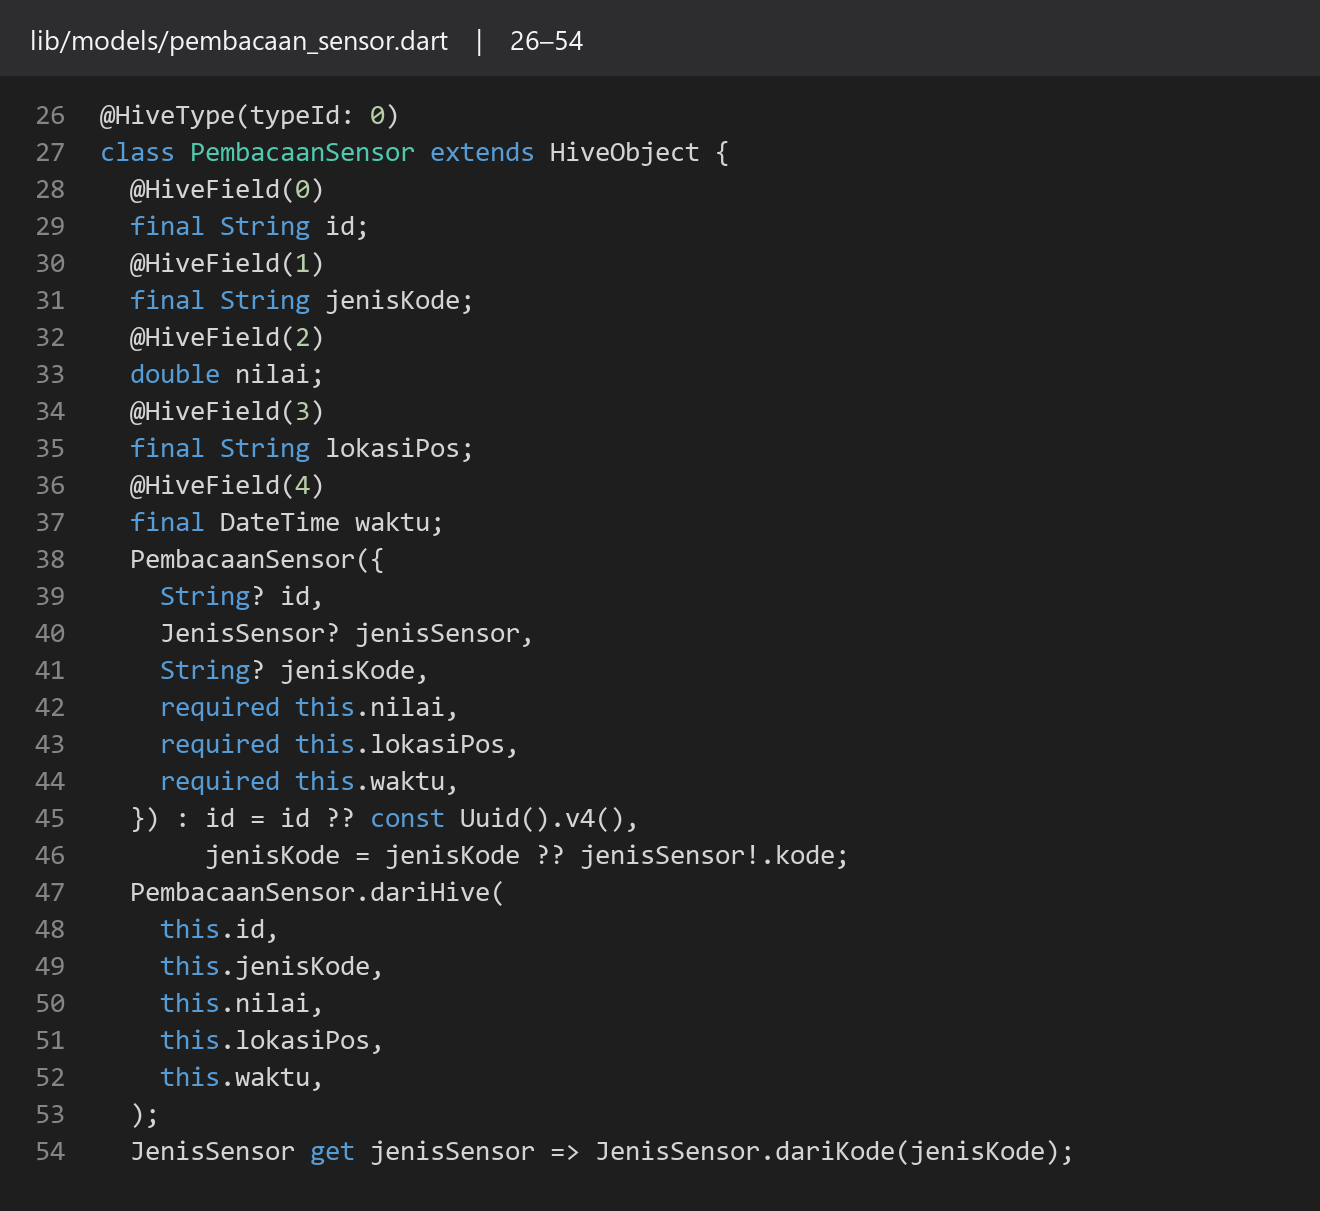 lib/models/pembacaan_sensor.dart | 26–54
26 @HiveType(typeId: 0)
27 class PembacaanSensor extends HiveObject {
28   @HiveField(0)
29   final String id;
30   @HiveField(1)
31   final String jenisKode;
32   @HiveField(2)
33   double nilai;
34   @HiveField(3)
35   final String lokasiPos;
36   @HiveField(4)
37   final DateTime waktu;
38   PembacaanSensor({
39     String? id,
40     JenisSensor? jenisSensor,
41     String? jenisKode,
42     required this.nilai,
43     required this.lokasiPos,
44     required this.waktu,
45   }) : id = id ?? const Uuid().v4(),
46        jenisKode = jenisKode ?? jenisSensor!.kode;
47   PembacaanSensor.dariHive(
48     this.id,
49     this.jenisKode,
50     this.nilai,
51     this.lokasiPos,
52     this.waktu,
53   );
54   JenisSensor get jenisSensor => JenisSensor.dariKode(jenisKode);